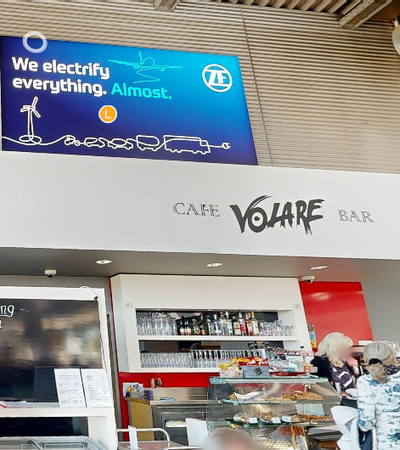 We electrify
everything. Almost.
ZF
L
CAFE VOLARE BAR